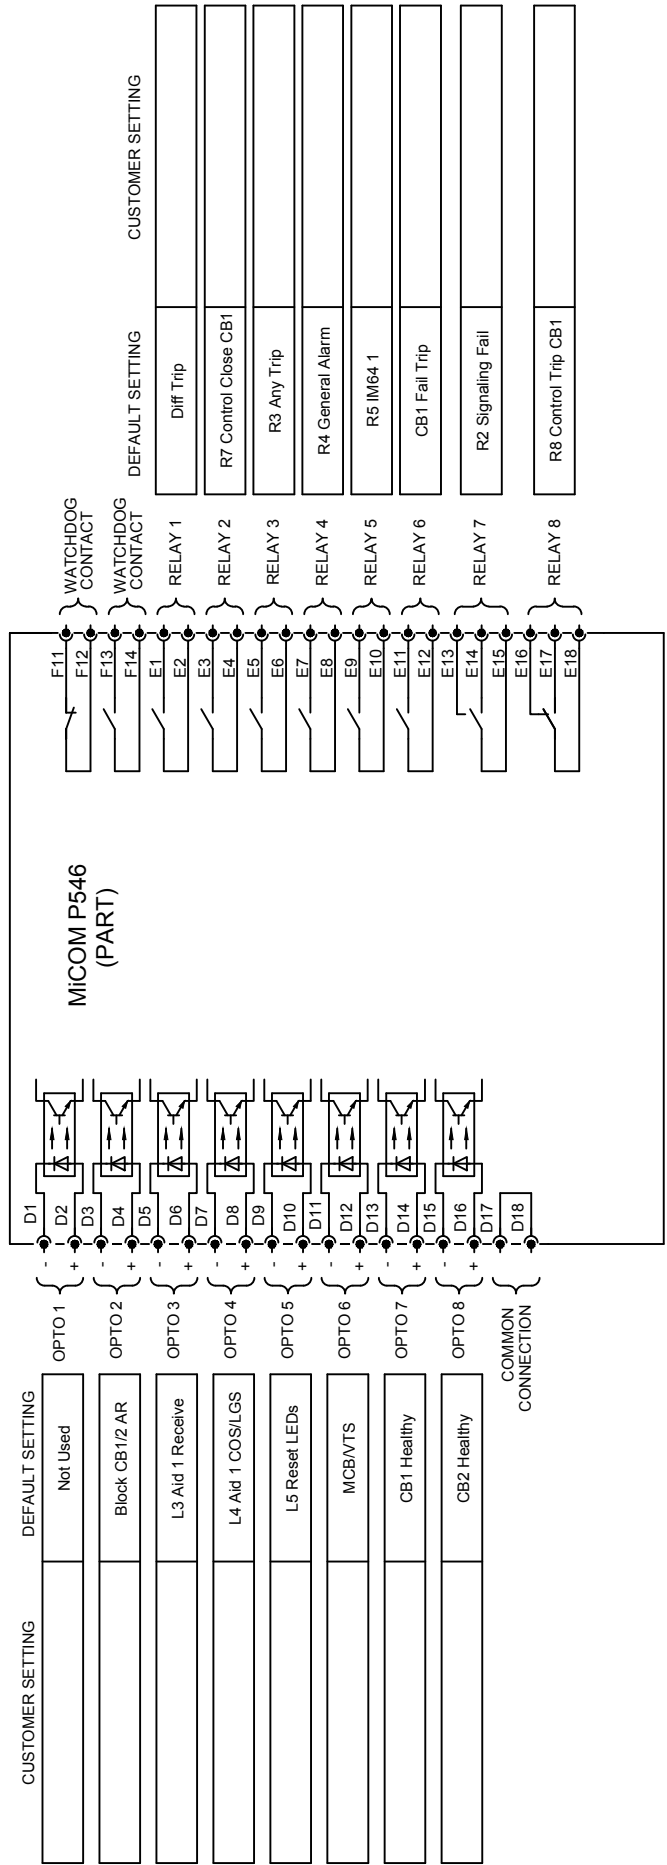 CUSTOMER SETTING
DEFAULT SETTING
Not Used
OPTO 1
-
+
D1
D2
Block CB1/2 AR
OPTO 2
-
+
D3
D4
L3 Aid 1 Receive
OPTO 3
-
+
D5
D6
L4 Aid 1 COS/LGS
OPTO 4
-
+
D7
D8
L5 Reset LEDs
OPTO 5
-
+
D9
D10
MCB/VTS
OPTO 6
-
+
D11
D12
CB1 Healthy
OPTO 7
-
+
D13
D14
CB2 Healthy
OPTO 8
-
+
D15
D16
COMMON
CONNECTION
D17
D18
MiCOM P546
(PART)
F11
F12
WATCHDOG
CONTACT
F13
F14
WATCHDOG
CONTACT
DEFAULT SETTING
CUSTOMER SETTING
E1
E2
RELAY 1
Diff Trip
E3
E4
RELAY 2
R7 Control Close CB1
E5
E6
RELAY 3
R3 Any Trip
E7
E8
RELAY 4
R4 General Alarm
E9
E10
RELAY 5
R5 IM64 1
E11
E12
RELAY 6
CB1 Fail Trip
E13
E14
E15
RELAY 7
R2 Signaling Fail
E16
E17
E18
RELAY 8
R8 Control Trip CB1